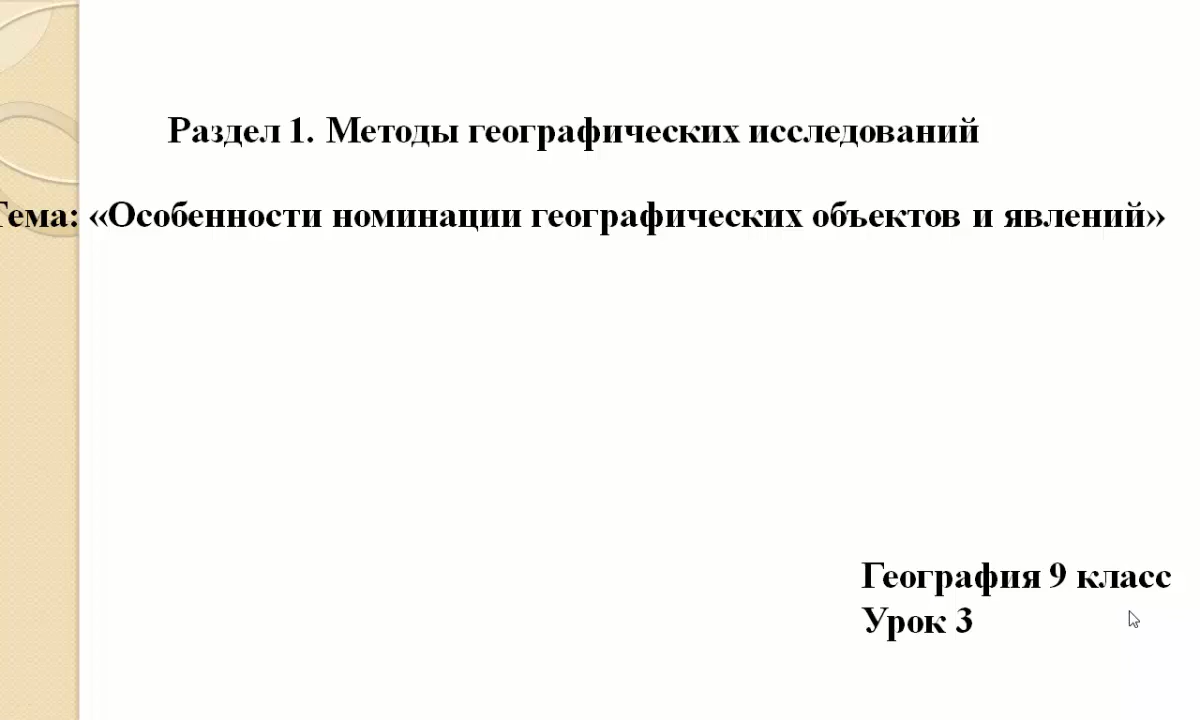 Раздел 1. Методы географических исследований
Тема: «Особенности номинации географических объектов и явлений»
География 9 класс
Урок 3